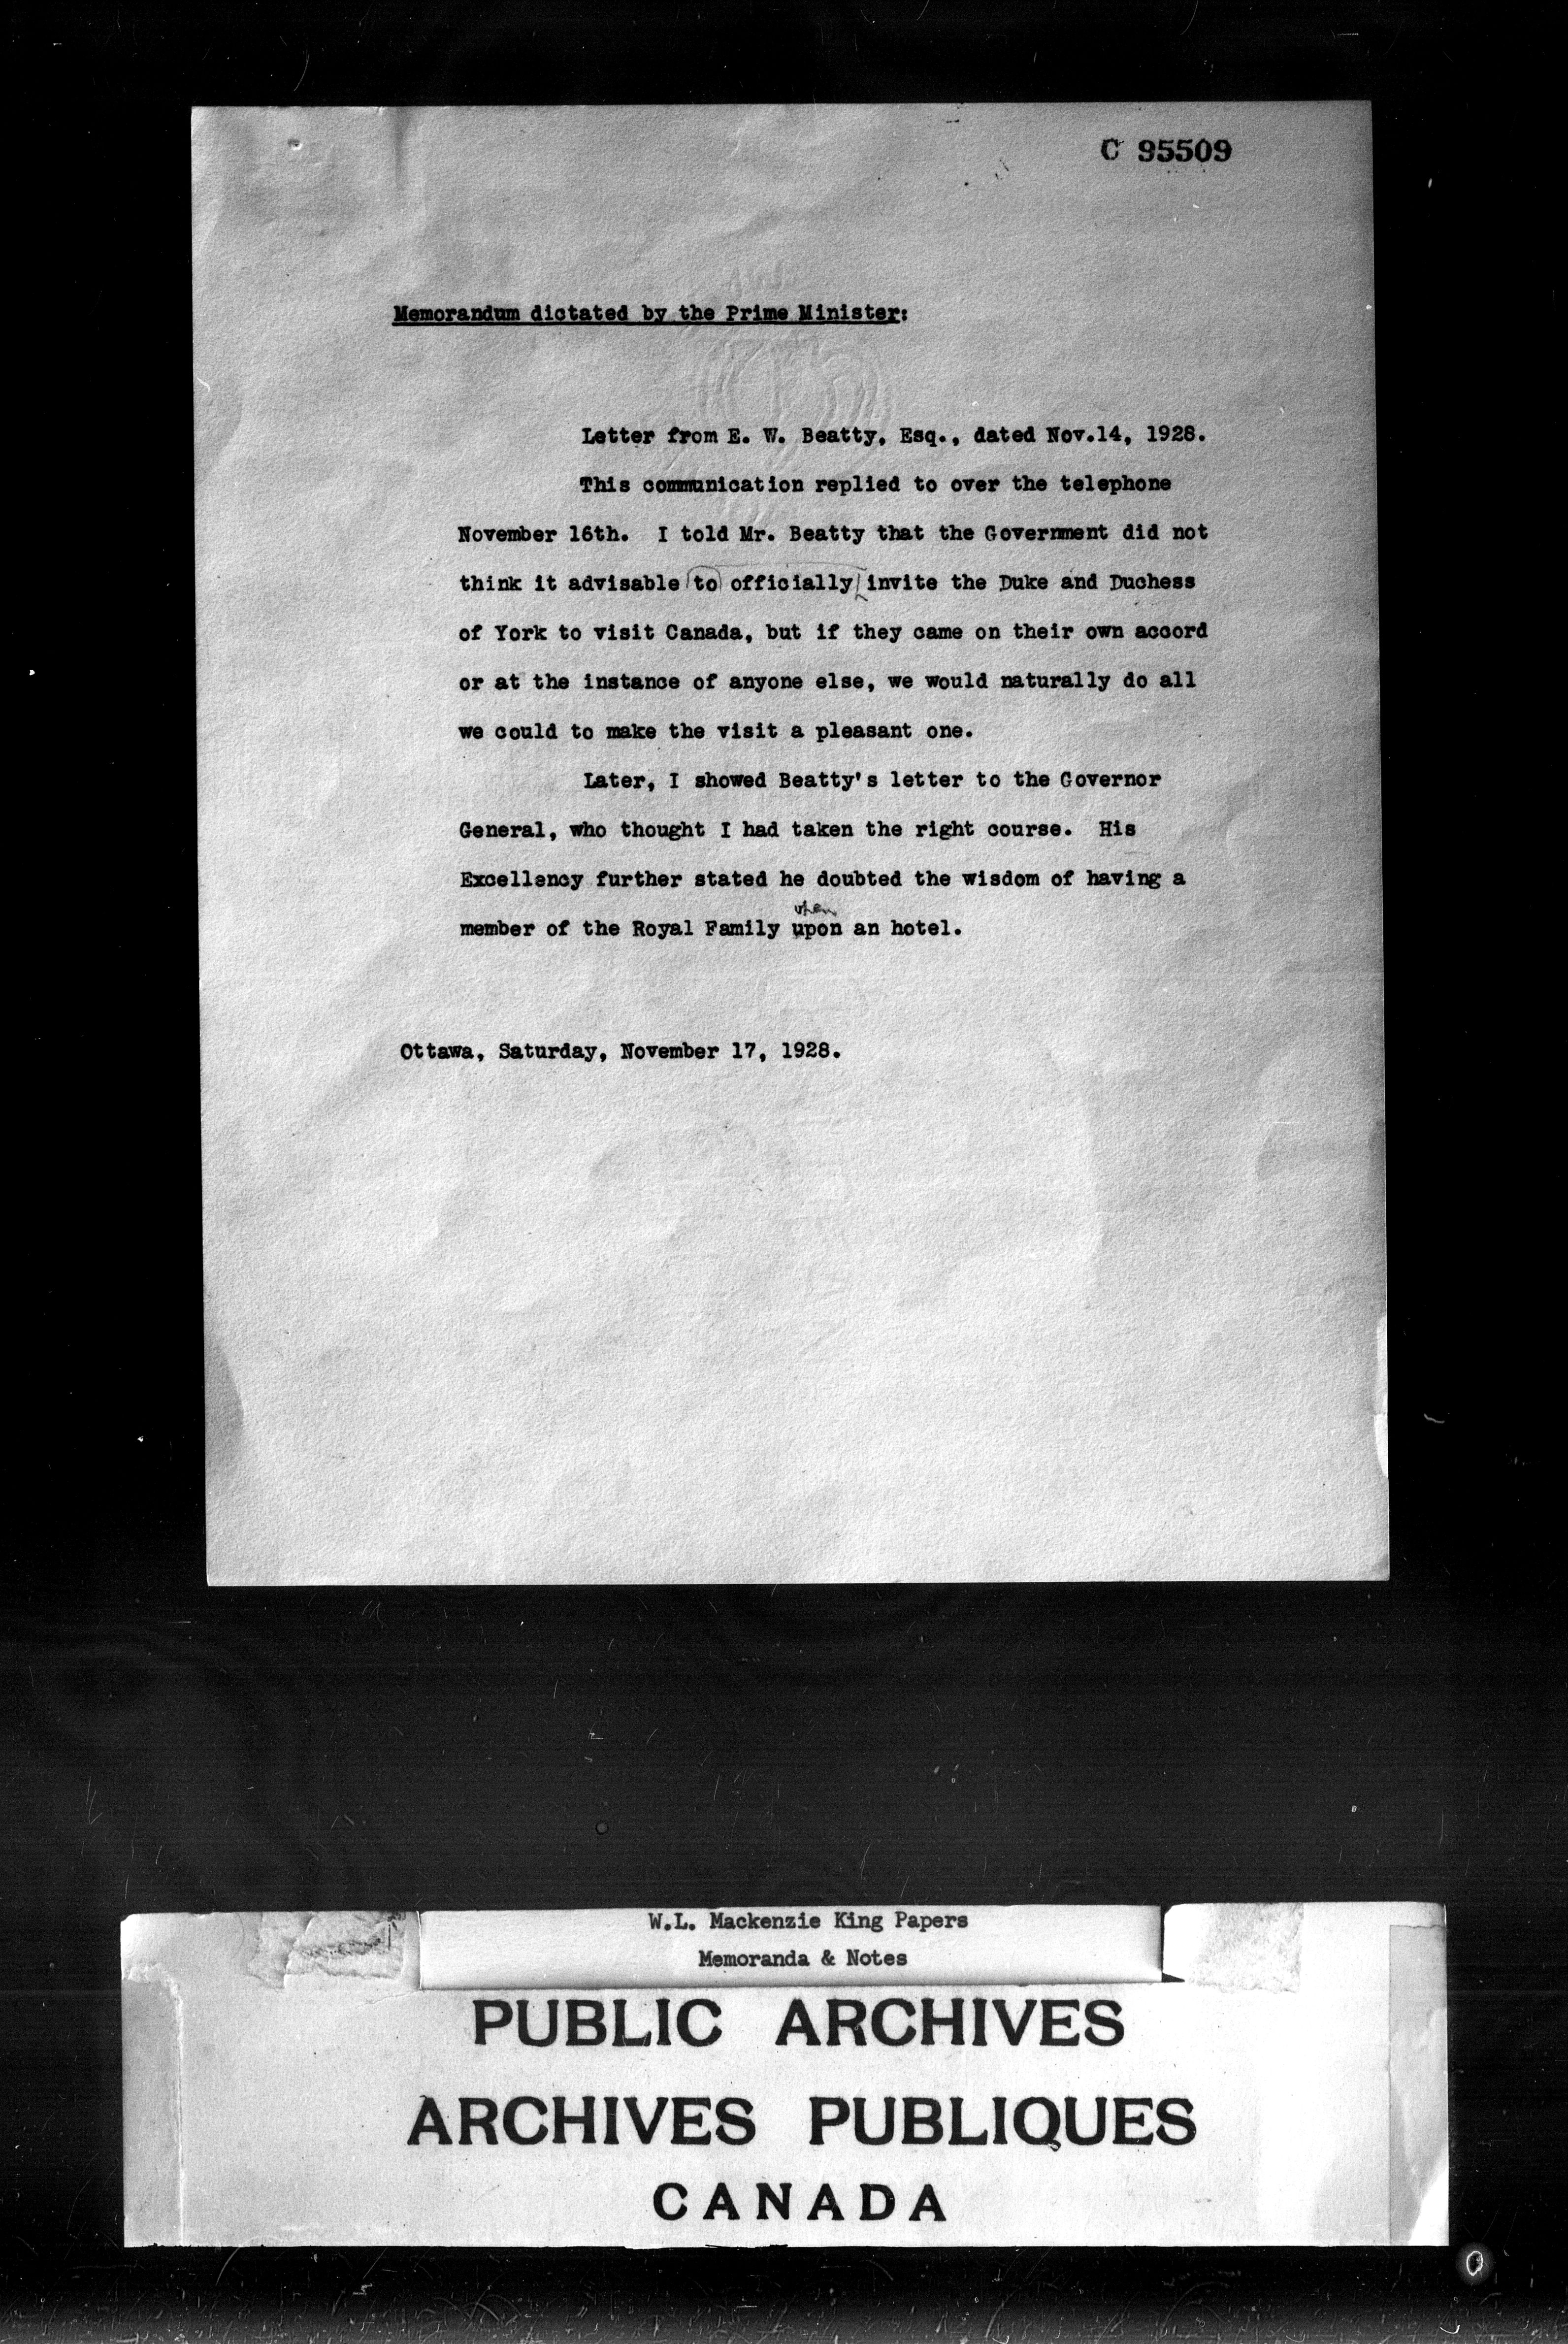 C 95509
Memorandum dictated by the Prime Minister:
Letter from E. W. Beatty, Esq., dated Nov.14, 1928.
This communication replied to over the telephone
November 16th. I told Mr. Beatty that the Government did not
think it advisable to officially invite the Duke and Duchess
of York to visit Canada, but if they came on their own accord
or at the instance of anyone else, we would naturally do all
we could to make the visit a pleasant one.
Later, I showed Beatty's letter to the Governor
General, who thought I had taken the right course. His
Excellency further stated he doubted the wisdom of having a
open
member of the Royal Family upon an hotel.
Ottawa, Saturday, November 17, 1928.
W.L. Mackenzie King Papers
Memoranda & Notes
PUBLIC ARCHIVES
ARCHIVES PUBLIQUES
CANADA